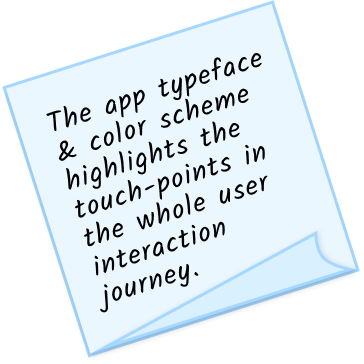 The app typeface
& color scheme
highlights the
touch-points in
the whole user
interaction
journey.